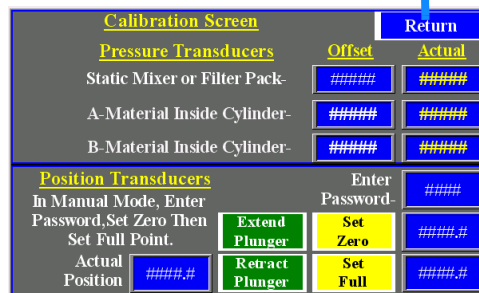 Calibration Screen
Return
Pressure Transducers Offset Actual
Static Mixer or Filter Pack- ##### #####
A-Material Inside Cylinder- ##### #####
B-Material Inside Cylinder- ##### #####
Position Transducers
Enter
Password- ####
In Manual Mode, Enter
Password,Set Zero Then
Set Full Point.
Extend
Plunger
Set
Zero
####.#
Actual
Position
####.#
Retract
Plunger
Set
Full
####.#